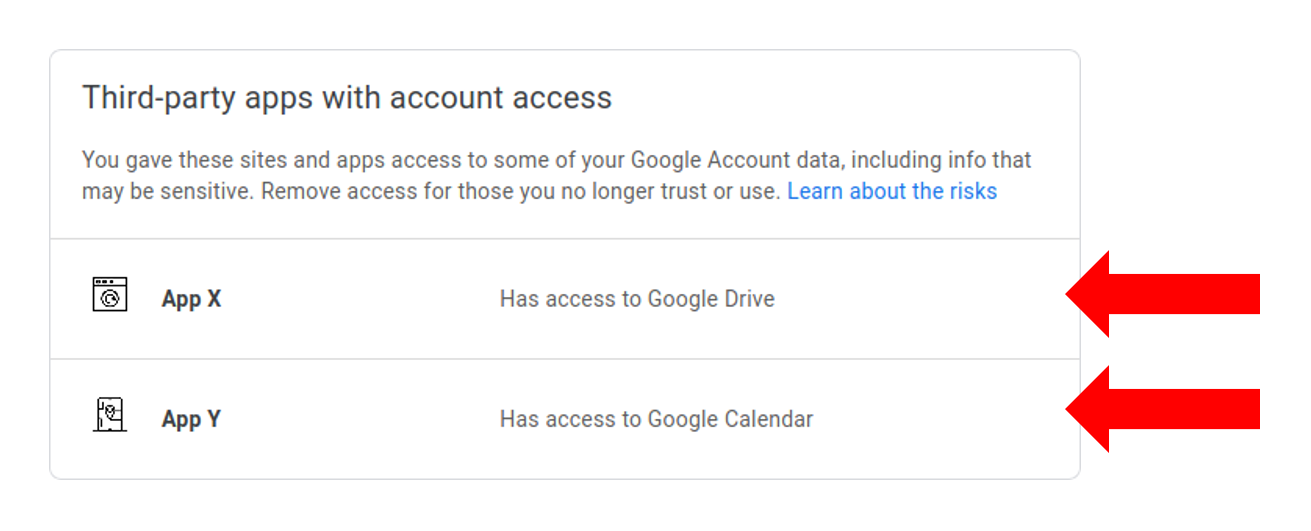 Third-party apps with account access
You gave these sites and apps access to some of your Google Account data, including info that
may be sensitive. Remove access for those you no longer trust or use. Learn about the risks
App X Has access to Google Drive
App Y Has access to Google Calendar